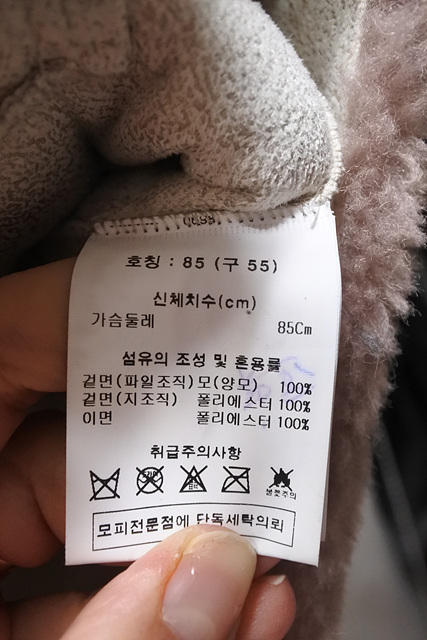 호칭 : 85 (구 55)
신체치수(cm)
가슴둘레 85Cm
섬유의 조성 및 혼용률
겉면(파일조직) 모(양모) 100%
겉면(지조직) 폴리에스터 100%
이면 폴리에스터 100%
취급주의사항
불꽃주의
모피전문점에 단독세탁의뢰